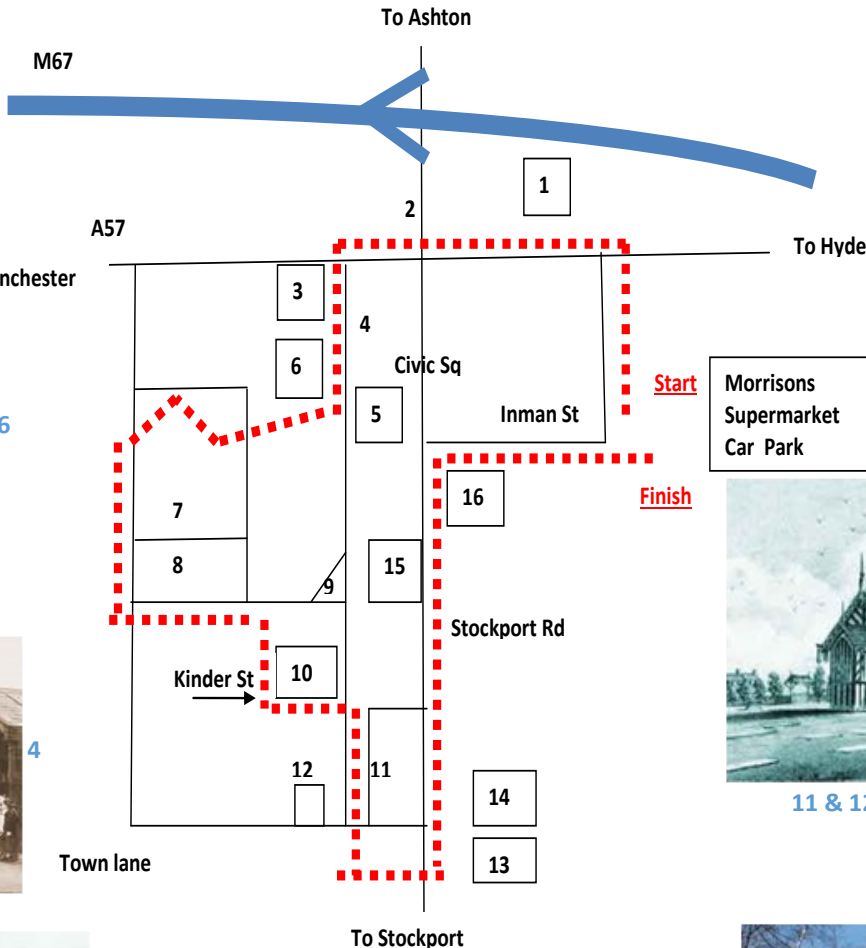 To Ashton
M67
1
2
A57
To Hyde
nchester
3
4
Civic Sq
6
5
Inman St
Start
Morrisons
Supermarket
Car Park
6
Finish
16
7
8
9
15
Stockport Rd
Kinder St
10
4
12
11
14
11 & 12
13
Town lane
To Stockport